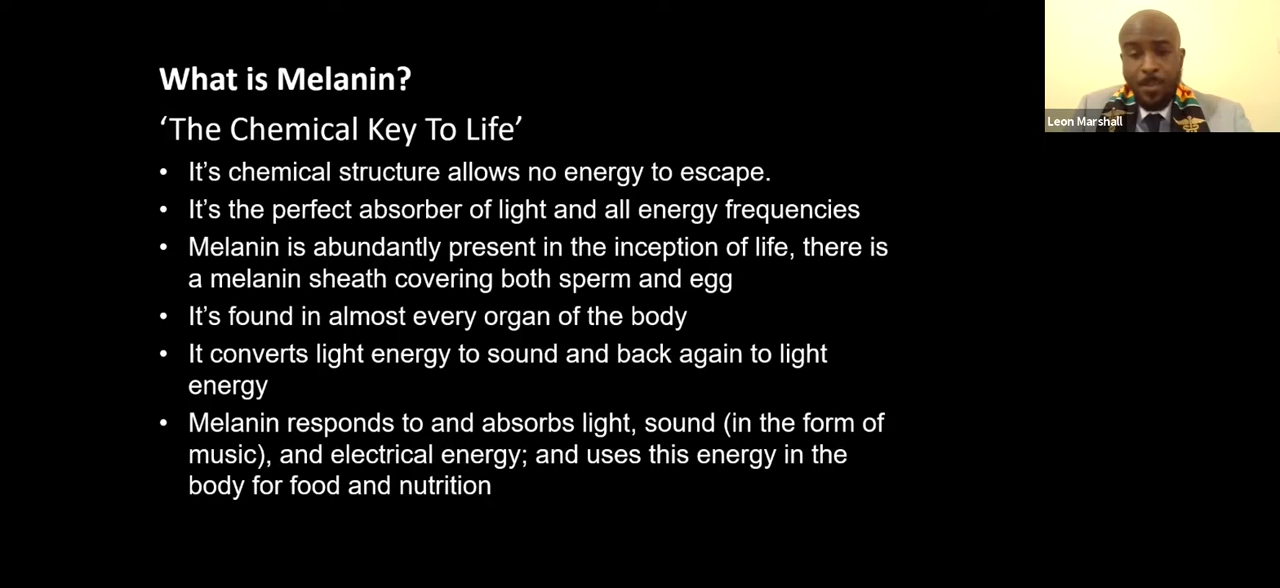 What is Melanin?
‘The Chemical Key To Life’
• It’s chemical structure allows no energy to escape.
• It’s the perfect absorber of light and all energy frequencies
• Melanin is abundantly present in the inception of life, there is
a melanin sheath covering both sperm and egg
• It’s found in almost every organ of the body
• It converts light energy to sound and back again to light
energy
• Melanin responds to and absorbs light, sound (in the form of
music), and electrical energy; and uses this energy in the
body for food and nutrition
Leon Marshall